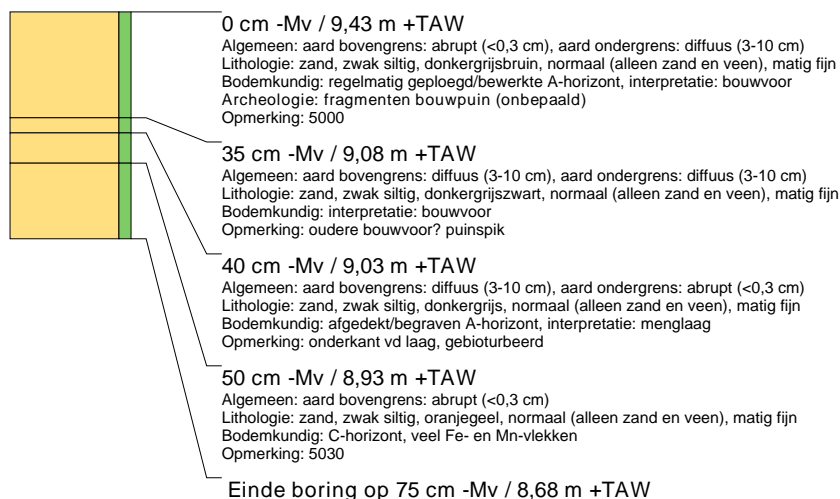 0 cm -Mv / 9,43 m +TAW
Algemeen: aard bovengrens: abrupt (<0,3 cm), aard ondergrens: diffuus (3-10 cm)
Lithologie: zand, zwak siltig, donkergrijsbruin, normaal (alleen zand en veen), matig fijn
Bodemkundig: regelmatig geploegd/bewerkte A-horizont, interpretatie: bouwvoor
Archeologie: fragmenten bouwpuin (onbepaald)
Opmerking: 5000
35 cm -Mv / 9,08 m +TAW
Algemeen: aard bovengrens: diffuus (3-10 cm), aard ondergrens: diffuus (3-10 cm)
Lithologie: zand, zwak siltig, donkergrijszwart, normaal (alleen zand en veen), matig fijn
Bodemkundig: interpretatie: bouwvoor
Opmerking: oudere bouwvoor? puinspik
40 cm -Mv / 9,03 m +TAW
Algemeen: aard bovengrens: diffuus (3-10 cm), aard ondergrens: abrupt (<0,3 cm)
Lithologie: zand, zwak siltig, donkergrijs, normaal (alleen zand en veen), matig fijn
Bodemkundig: afgedekt/begraven A-horizont, interpretatie: menglaag
Opmerking: onderkant vd laag, gebioturbeerd
50 cm -Mv / 8,93 m +TAW
Algemeen: aard bovengrens: abrupt (<0,3 cm)
Lithologie: zand, zwak siltig, oranjegeel, normaal (alleen zand en veen), matig fijn
Bodemkundig: C-horizont, veel Fe- en Mn-vlekken
Opmerking: 5030
Einde boring op 75 cm -Mv / 8,68 m +TAW